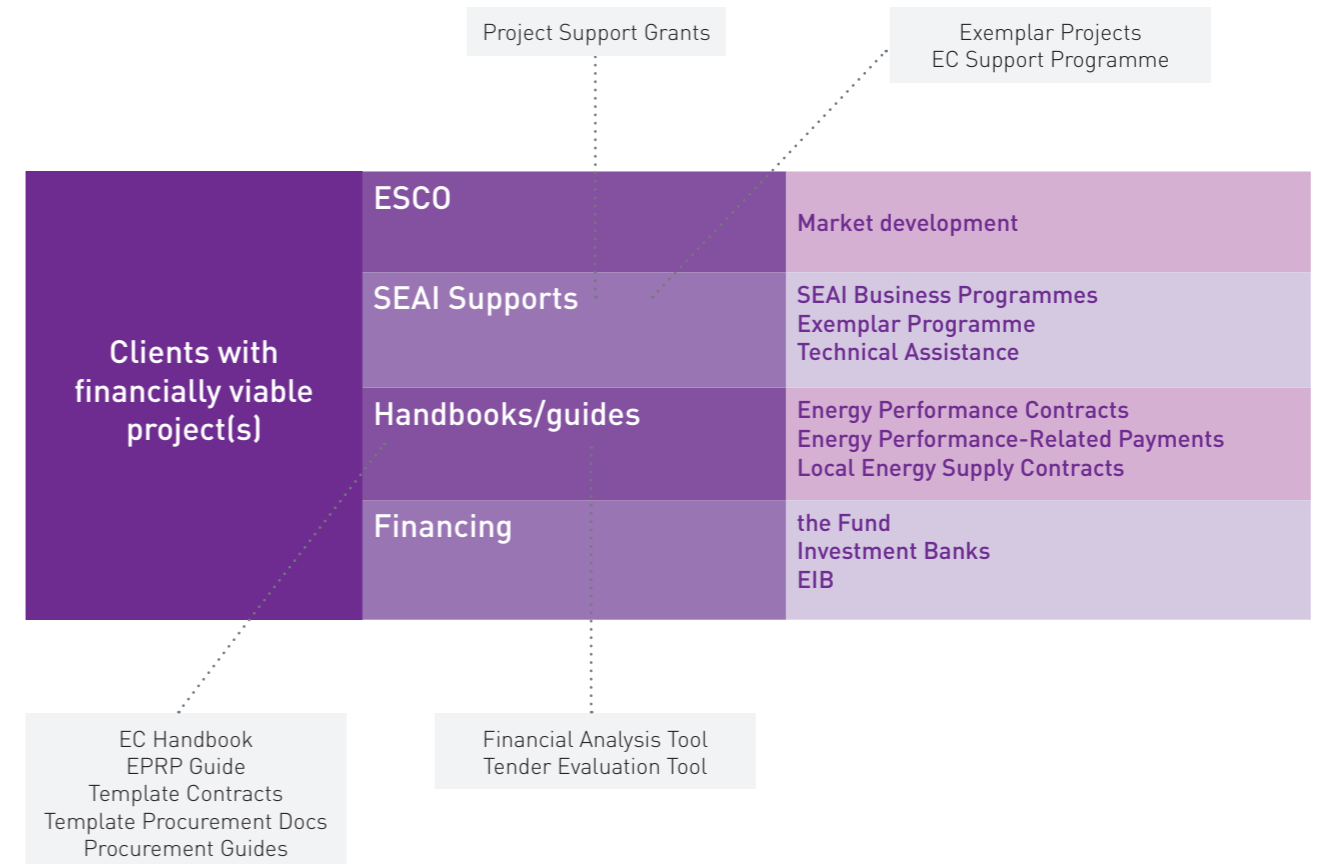 Project Support Grants
Exemplar Projects
EC Support Programme
Clients with
financially viable
project(s)
ESCO
Market development
SEAI Supports
SEAI Business Programmes
Exemplar Programme
Technical Assistance
Handbooks/guides
Energy Performance Contracts
Energy Performance-Related Payments
Local Energy Supply Contracts
Financing
the Fund
Investment Banks
EIB
EC Handbook
EPRP Guide
Template Contracts
Template Procurement Docs
Procurement Guides
Financial Analysis Tool
Tender Evaluation Tool